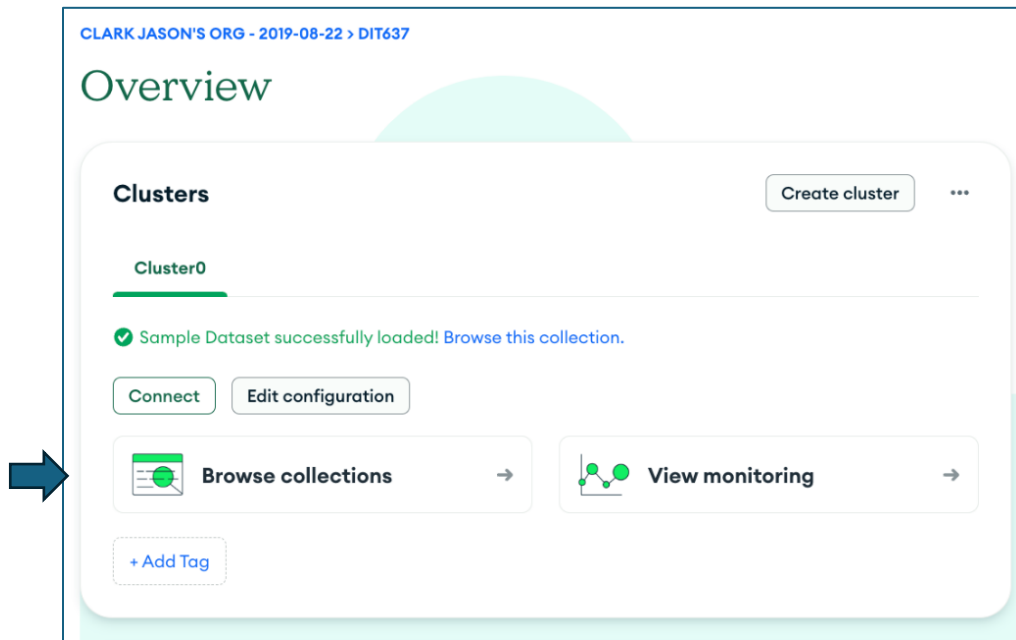 CLARK JASON'S ORG - 2019-08-22 > DIT637
Overview
Clusters
Create cluster
Cluster0
Sample Dataset successfully loaded! Browse this collection.
Connect
Edit configuration
Browse collections
View monitoring
+ Add Tag